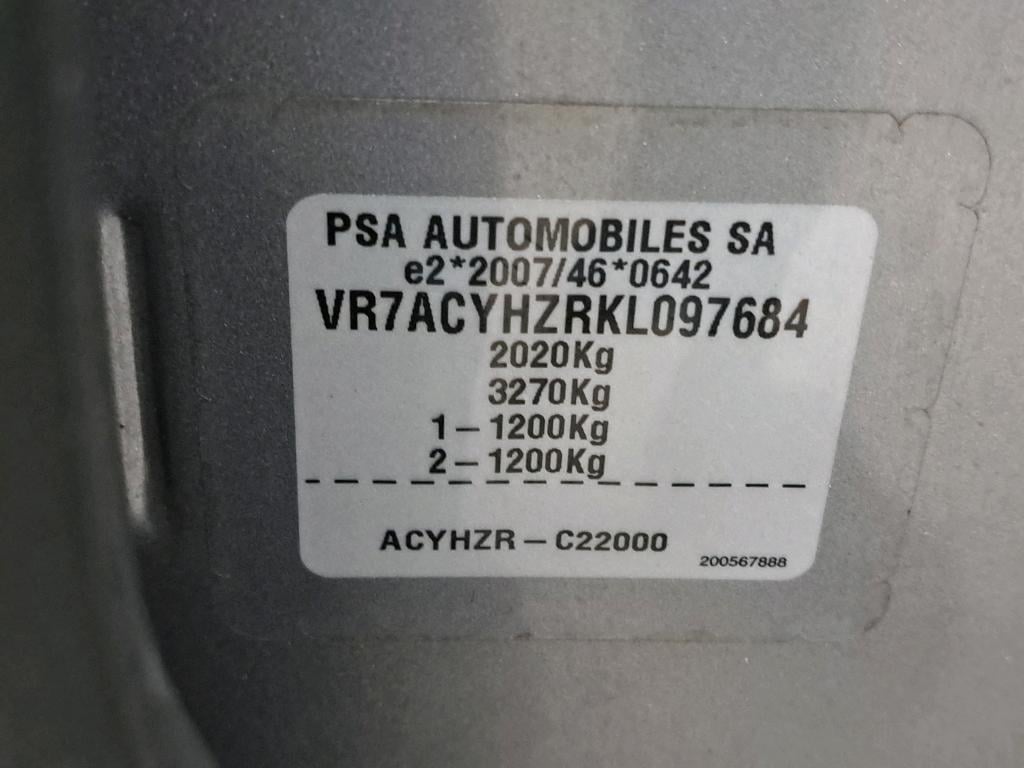 PSA AUTOMOBILES SA
e2*2007/46*0642
VR7ACYHZRKL097684
2020Kg
3270Kg
1-1200Kg
2-1200Kg
ACYHZR-C22000
200567888